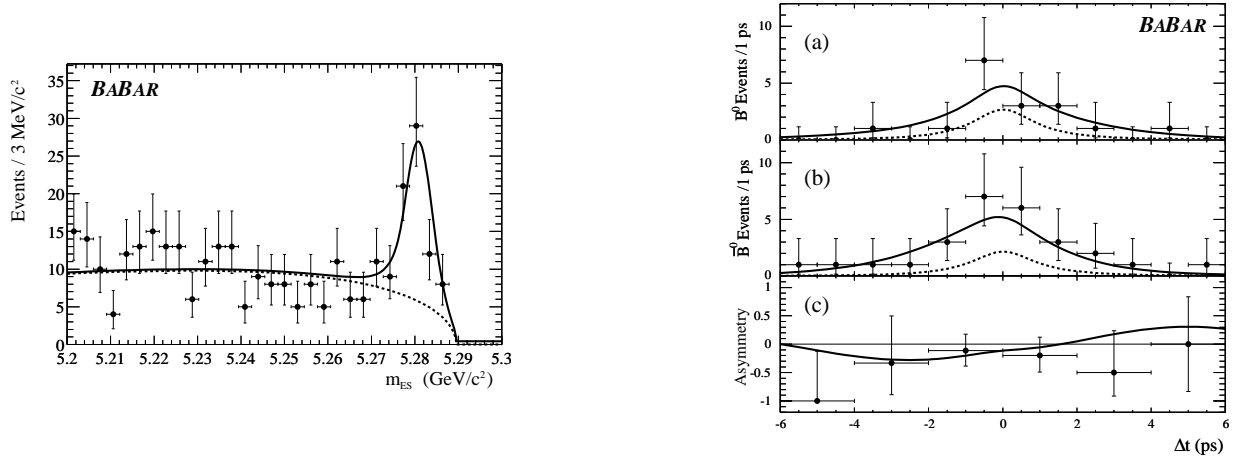 BABAR
Events / 3 MeV/c²
35
30
25
20
15
10
5
0
5.2 5.21 5.22 5.23 5.24 5.25 5.26 5.27 5.28 5.29 5.3
mES (GeV/c²)
BABAR
(a)
B⁰ Events /1 ps
10
5
0
(b)
B̄⁰ Events /1 ps
10
5
0
(c)
Asymmetry
1
0.5
0
-0.5
-1
-6 -4 -2 0 2 4 6
Δt (ps)